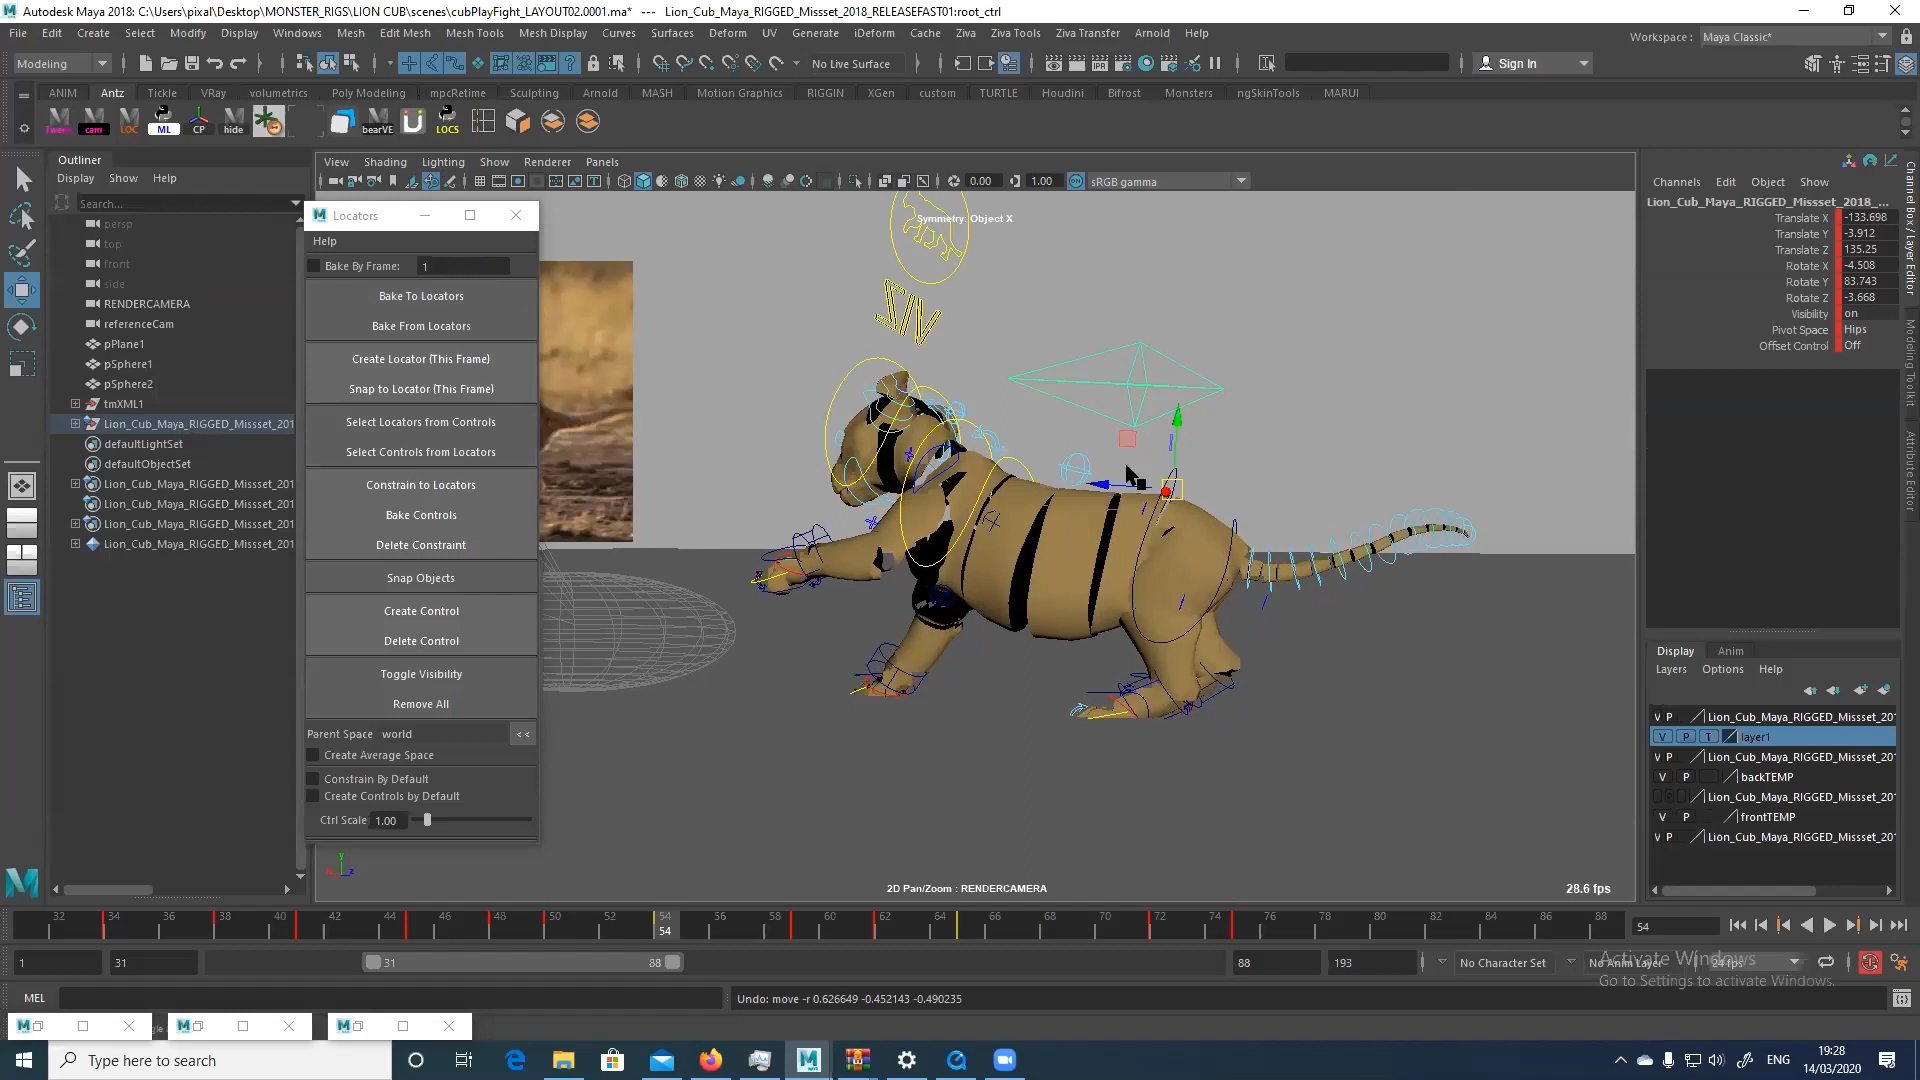 Autodesk Maya 2018: C:\Users\pixal\Desktop\MONSTER_RIGS\LION CUB\scenes\cubPlayFight_LAYOUT02.0001.ma* --- Lion_Cub_Maya_RIGGED_Missset_2018_RELEASEFAST01:root_ctrl
File Edit Create Select Modify Display Windows Mesh Edit Mesh Mesh Tools Mesh Display Curves Surfaces Deform UV Generate iDeform Cache Ziva Ziva Tools Ziva Transfer Arnold Help
Workspace : Maya Classic*
Modeling No Live Surface Sign In
ANIM Antz Tickle VRay volumetrics Poly Modeling mpcRetime Sculpting Arnold MASH Motion Graphics RIGGIN XGen custom TURTLE Houdini Bifrost Monsters ngSkinTools MARUI
cam LOC ML CP hide bearVE LOCS
Outliner
Display Show Help
Search...
persp
top
front
side
RENDERCAMERA
referenceCam
pPlane1
pSphere1
pSphere2
tmXML1
Lion_Cub_Maya_RIGGED_Missset_201
defaultLightSet
defaultObjectSet
Lion_Cub_Maya_RIGGED_Missset_201
Lion_Cub_Maya_RIGGED_Missset_201
Lion_Cub_Maya_RIGGED_Missset_201
Lion_Cub_Maya_RIGGED_Missset_201
Locators
Help
Bake By Frame: 1
Bake To Locators
Bake From Locators
Create Locator (This Frame)
Snap to Locator (This Frame)
Select Locators from Controls
Select Controls from Locators
Constrain to Locators
Bake Controls
Delete Constraint
Snap Objects
Create Control
Delete Control
Toggle Visibility
Remove All
Parent Space world <<
Create Average Space
Constrain By Default
Create Controls by Default
Ctrl Scale 1.00
View Shading Lighting Show Renderer Panels
0.00 1.00 sRGB gamma
Symmetry: Object X
2D Pan/Zoom : RENDERCAMERA
28.6 fps
y
z
Channels Edit Object Show
Lion_Cub_Maya_RIGGED_Missset_2018_...
Translate X -133.698
Translate Y -3.912
Translate Z 135.25
Rotate X -4.508
Rotate Y 83.743
Rotate Z -3.668
Visibility on
Pivot Space Hips
Offset Control Off
Channel Box / Layer Editor
Modeling Toolkit
Attribute Editor
Display Anim
Layers Options Help
V P Lion_Cub_Maya_RIGGED_Missset_201
V P T layer1
V P Lion_Cub_Maya_RIGGED_Missset_201
V P backTEMP
Lion_Cub_Maya_RIGGED_Missset_201
V P frontTEMP
V P Lion_Cub_Maya_RIGGED_Missset_201
32 34 36 38 40 42 44 46 48 50 52 54 56 58 60 62 64 66 68 70 72 74 76 78 80 82 84 86 88
54
54
1 31 31 88 88 193 No Character Set No Anim Layer 24 fps
Activate Windows
Go to Settings to activate Windows.
MEL
Undo: move -r 0.626649 -0.452143 -0.490235
Type here to search
ENG
19:28
14/03/2020